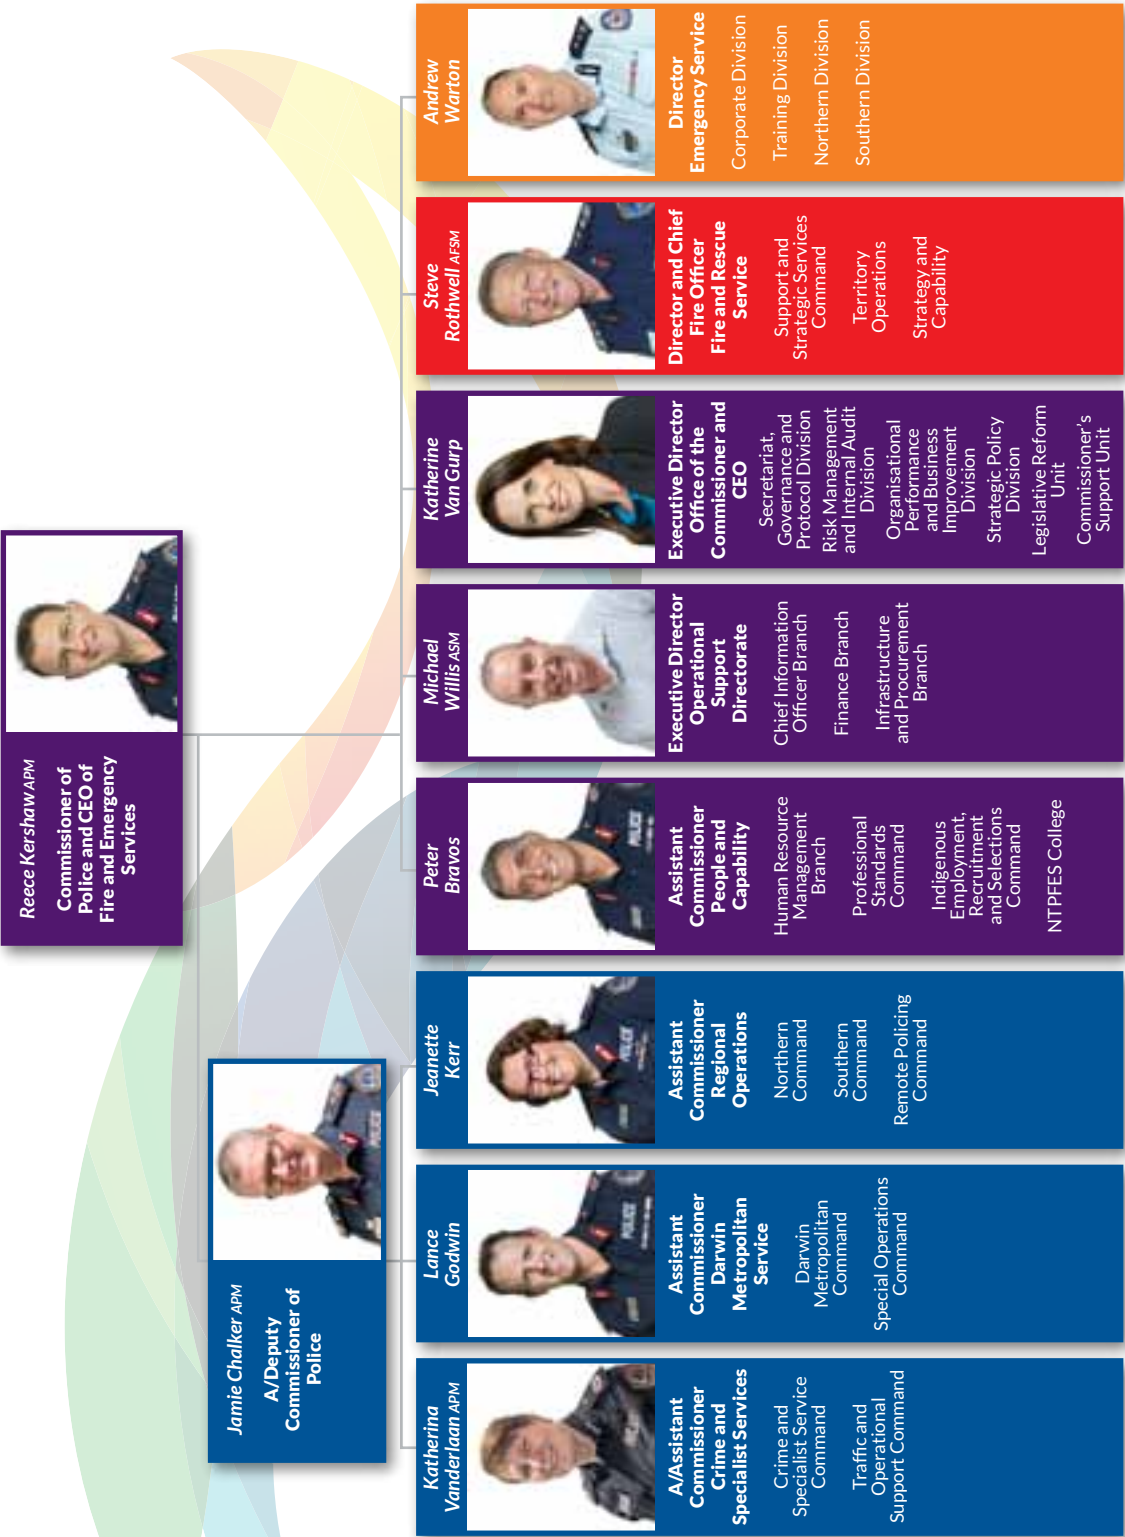 Reece Kershaw APM
Commissioner of
Police and CEO of
Fire and Emergency
Services
Jamie Chalker APM
A/Deputy
Commissioner of
Police
Katherina
Vanderlaan APM
A/Assistant
Commissioner
Crime and
Specialist Services
Crime and
Specialist Service
Command
Traffic and
Operational
Support Command
Lance
Godwin
Assistant
Commissioner
Darwin
Metropolitan
Service
Darwin
Metropolitan
Command
Special Operations
Command
Jeanette
Kerr
Assistant
Commissioner
Regional
Operations
Northern
Command
Southern
Command
Remote Policing
Command
Peter
Bravos
Assistant
Commissioner
People and
Capability
Human Resource
Management
Branch
Professional
Standards
Command
Indigenous
Employment,
Recruitment
and Selections
Command
NTPFES College
Michael
Willis ASM
Executive Director
Operational
Support
Directorate
Chief Information
Officer Branch
Finance Branch
Infrastructure
and Procurement
Branch
Katherine
Van Gurp
Executive Director
Office of the
Commissioner and
CEO
Secretariat,
Governance and
Protocol Division
Risk Management
and Internal Audit
Division
Organisational
Performance
and Business
Improvement
Division
Strategic Policy
Division
Legislative Reform
Unit
Commissioner's
Support Unit
Steve
Rothwell AFSM
Director and Chief
Fire Officer
Fire and Rescue
Service
Support and
Strategic Services
Command
Territory
Operations
Strategy and
Capability
Andrew
Warton
Director
Emergency Service
Corporate Division
Training Division
Northern Division
Southern Division
POLICE
POLICE
POLICE